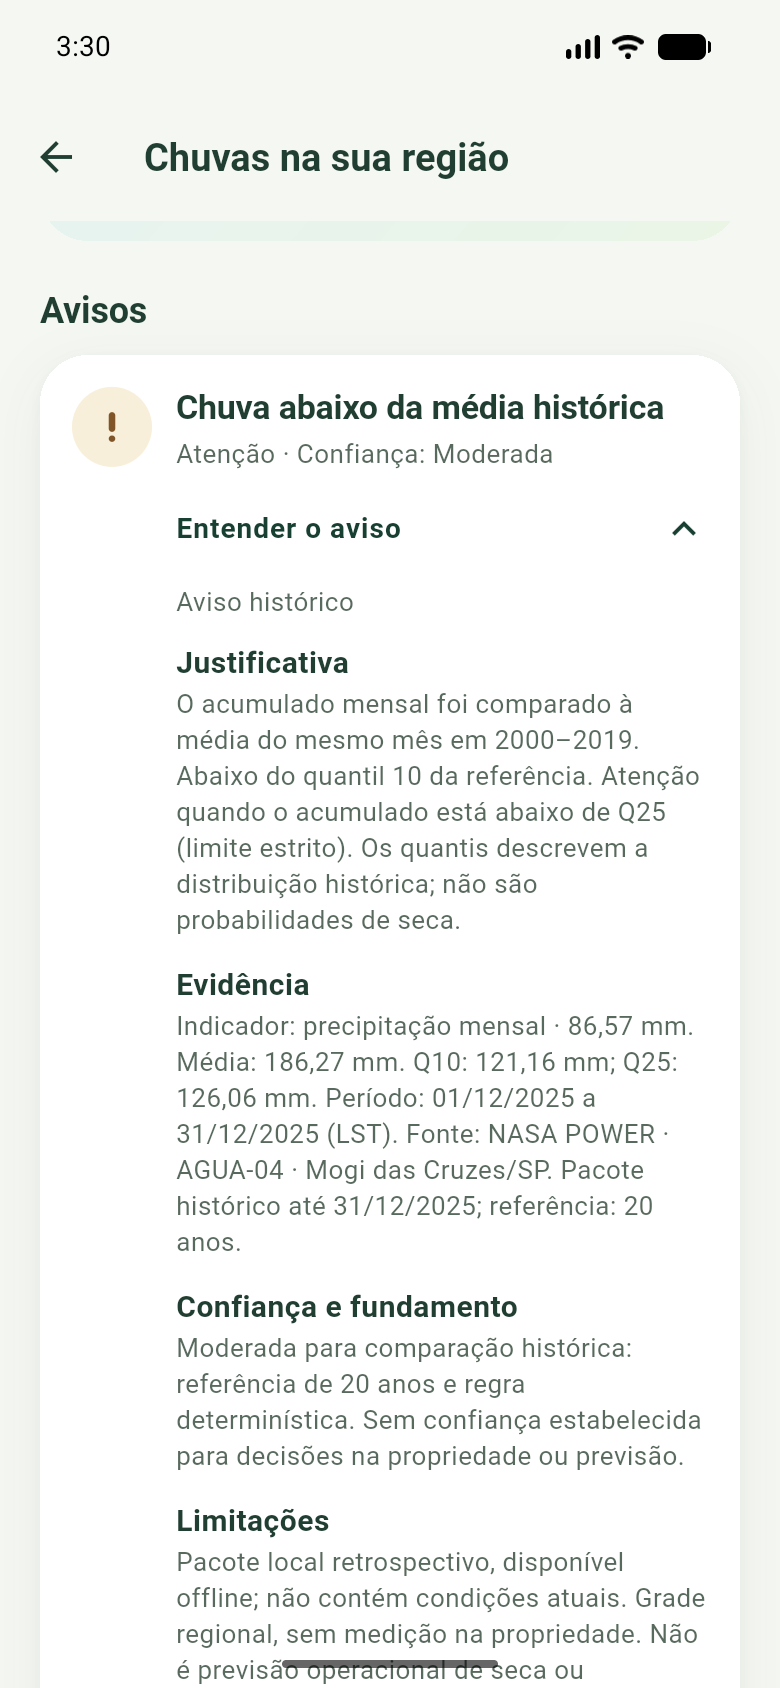 3:30
Chuvas na sua região
Avisos
Chuva abaixo da média histórica
Atenção · Confiança: Moderada
Entender o aviso
Aviso histórico
Justificativa
O acumulado mensal foi comparado à
média do mesmo mês em 2000–2019.
Abaixo do quantil 10 da referência. Atenção
quando o acumulado está abaixo de Q25
(limite estrito). Os quantis descrevem a
distribuição histórica; não são
probabilidades de seca.
Evidência
Indicador: precipitação mensal · 86,57 mm.
Média: 186,27 mm. Q10: 121,16 mm; Q25:
126,06 mm. Período: 01/12/2025 a
31/12/2025 (LST). Fonte: NASA POWER ·
AGUA-04 · Mogi das Cruzes/SP. Pacote
histórico até 31/12/2025; referência: 20
anos.
Confiança e fundamento
Moderada para comparação histórica:
referência de 20 anos e regra
determinística. Sem confiança estabelecida
para decisões na propriedade ou previsão.
Limitações
Pacote local retrospectivo, disponível
offline; não contém condições atuais. Grade
regional, sem medição na propriedade. Não
é previsão operacional de seca ou